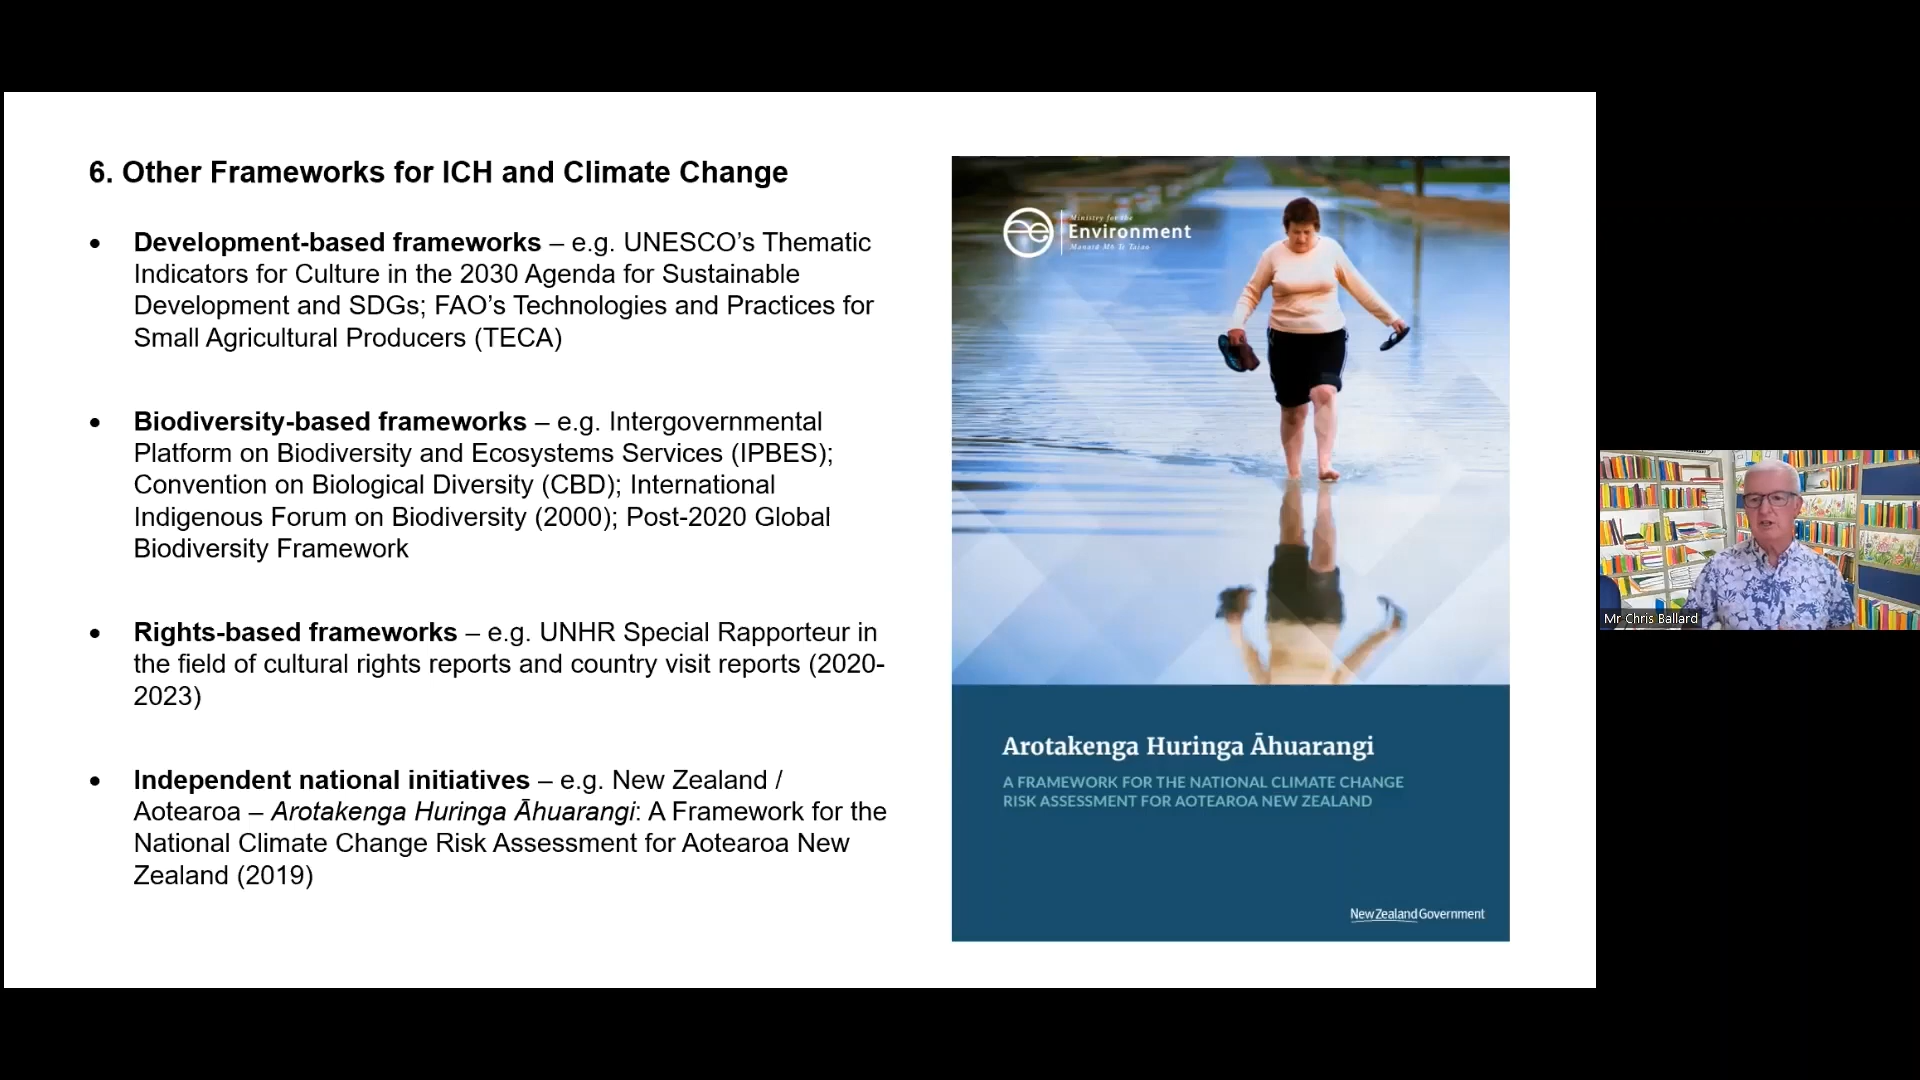 6. Other Frameworks for ICH and Climate Change
• Development-based frameworks – e.g. UNESCO’s Thematic
Indicators for Culture in the 2030 Agenda for Sustainable
Development and SDGs; FAO’s Technologies and Practices for
Small Agricultural Producers (TECA)
• Biodiversity-based frameworks – e.g. Intergovernmental
Platform on Biodiversity and Ecosystems Services (IPBES);
Convention on Biological Diversity (CBD); International
Indigenous Forum on Biodiversity (2000); Post-2020 Global
Biodiversity Framework
• Rights-based frameworks – e.g. UNHR Special Rapporteur in
the field of cultural rights reports and country visit reports (2020-
2023)
• Independent national initiatives – e.g. New Zealand /
Aotearoa – Arotakenga Huringa Āhuarangi: A Framework for the
National Climate Change Risk Assessment for Aotearoa New
Zealand (2019)
Ministry for the
Environment
Manatū Mō Te Taiao
Arotakenga Huringa Āhuarangi
A FRAMEWORK FOR THE NATIONAL CLIMATE CHANGE
RISK ASSESSMENT FOR AOTEAROA NEW ZEALAND
New Zealand Government
Mr Chris Ballard